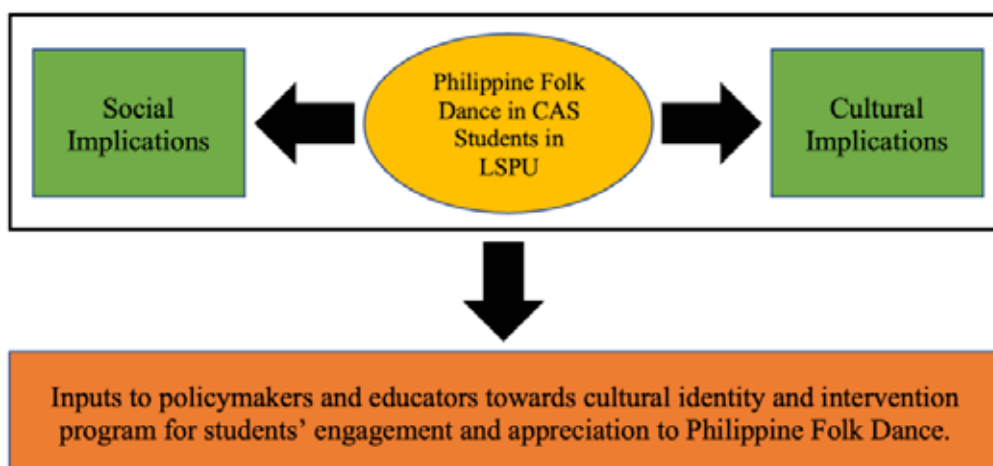 Social
Implications
Philippine Folk
Dance in CAS
Students in
LSPU
Cultural
Implications
Inputs to policymakers and educators towards cultural identity and intervention
program for students’ engagement and appreciation to Philippine Folk Dance.